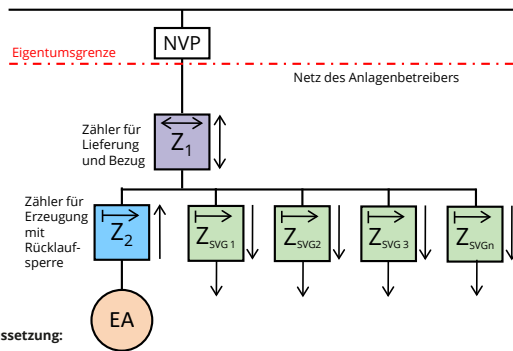 NVP
Eigentumsgrenze
Netz des Anlagenbetreibers
Zähler für
Lieferung
und Bezug
Z1
Zähler für
Erzeugung
mit
Rücklauf-
sperre
Z2
ZSVG 1
ZSVG2
ZSVG 3
ZSVGn
EA
ssetzung: